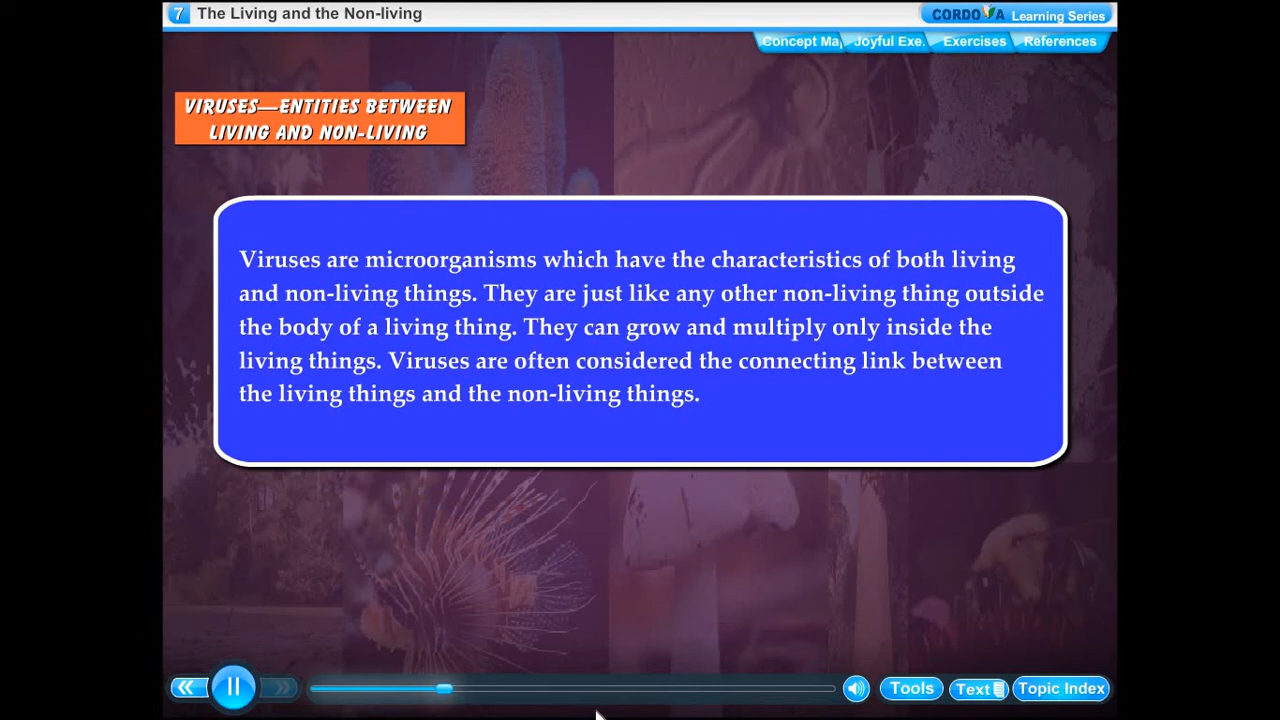 7 The Living and the Non-living
CORDOVA Learning Series
Concept Ma
Joyful Exe.
Exercises
References
VIRUSES—ENTITIES BETWEEN
LIVING AND NON-LIVING
Viruses are microorganisms which have the characteristics of both living
and non-living things. They are just like any other non-living thing outside
the body of a living thing. They can grow and multiply only inside the
living things. Viruses are often considered the connecting link between
the living things and the non-living things.
Tools
Text
Topic Index